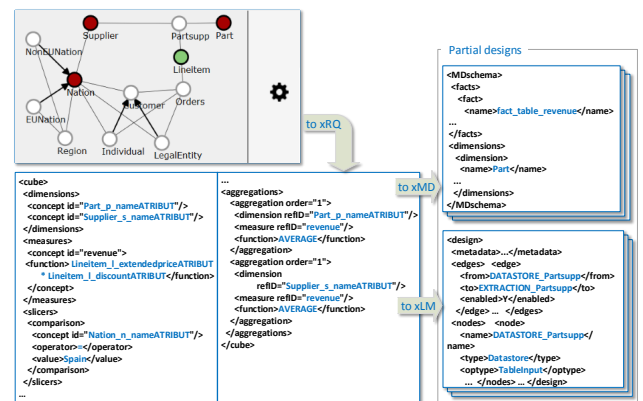 Supplier
Partsupp
Part
NonEUNation
Lineitem
Nation
Customer
Orders
EUNation
Region
Individual
LegalEntity
to xRQ
<cube>
<dimensions>
<concept id="Part_p_nameATRIBUT"/>
<concept id="Supplier_s_nameATRIBUT"/>
</dimensions>
<measures>
<concept id="revenue">
<function> Lineitem_l_extendedpriceATRIBUT
* Lineitem_l_discountATRIBUT</function>
</concept>
</measures>
<slicers>
<comparison>
<concept id="Nation_n_nameATRIBUT"/>
<operator>=</operator>
<value>Spain</value>
</comparison>
</slicers>
...
...
<aggregations>
<aggregation order="1">
<dimension refID="Part_p_nameATRIBUT"/>
<measure refID="revenue"/>
<function>AVERAGE</function>
</aggregation>
<aggregation order="1">
<dimension
refID="Supplier_s_nameATRIBUT"/>
<measure refID="revenue"/>
<function>AVERAGE</function>
</aggregation>
</aggregations>
</cube>
to xMD
to xLM
Partial designs
<MDschema>
<facts>
<fact>
<name>fact_table_revenue</name>
...
</facts>
<dimensions>
<dimension>
<name>Part</name>
...
</dimensions>
</MDschema>
<design>
<metadata>...</metadata>
<edges> <edge>
<from>DATASTORE_Partsupp</from>
<to>EXTRACTION_Partsupp</to>
<enabled>Y</enabled>
</edge> ... </edges>
<nodes> <node>
<name>DATASTORE_Partsupp</
name>
<type>Datastore</type>
<optype>TableInput</optype>
... </nodes> ... </design>